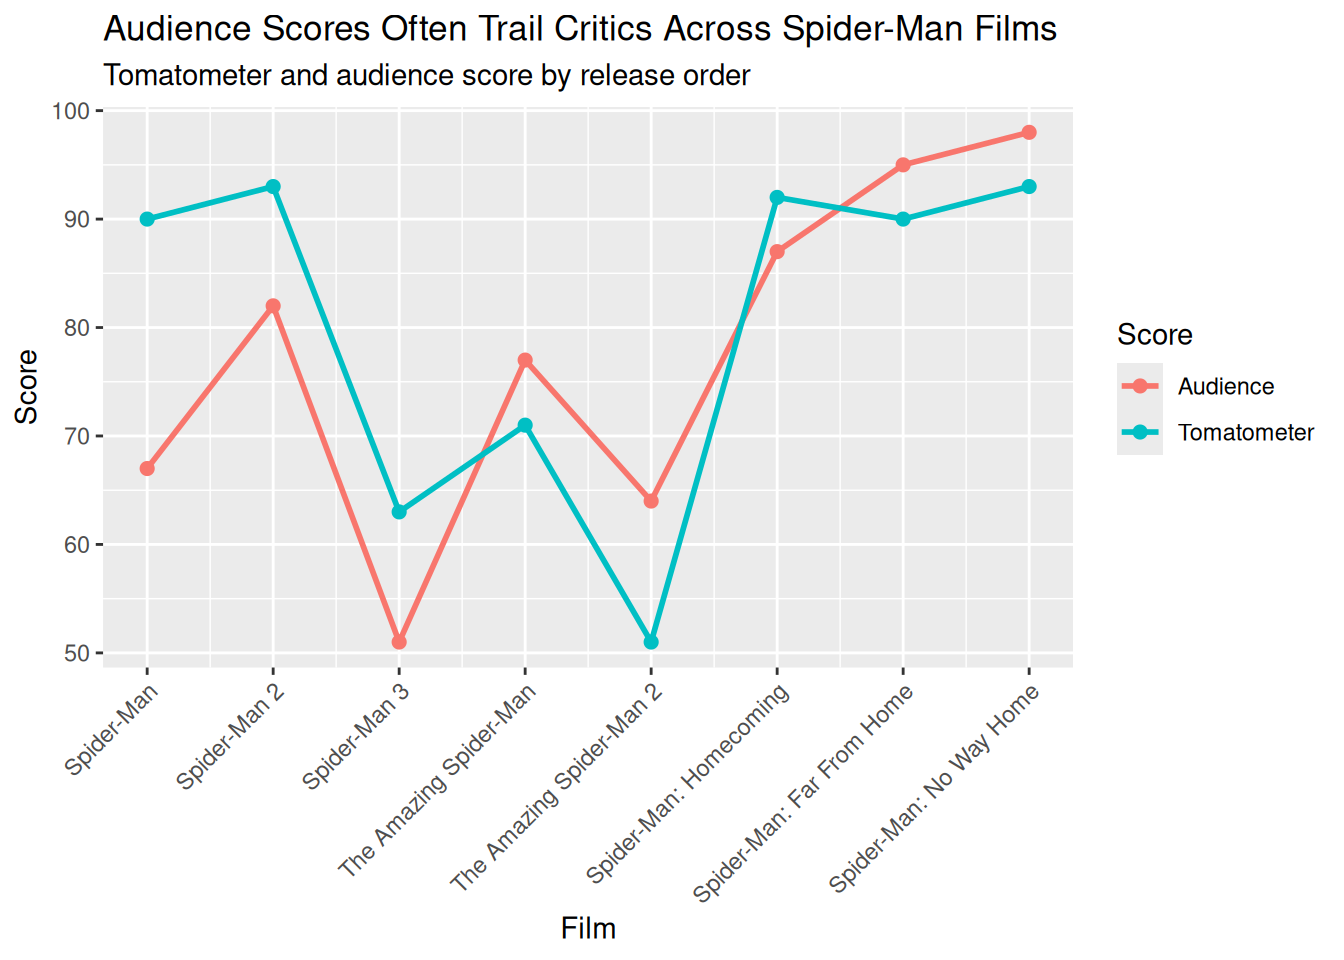 Audience Scores Often Trail Critics Across Spider-Man Films
Tomatometer and audience score by release order
100
90
80
70
60
50
Score
Spider-Man
Spider-Man 2
Spider-Man 3
The Amazing Spider-Man
The Amazing Spider-Man 2
Spider-Man: Homecoming
Spider-Man: Far From Home
Spider-Man: No Way Home
Film
Score
Audience
Tomatometer